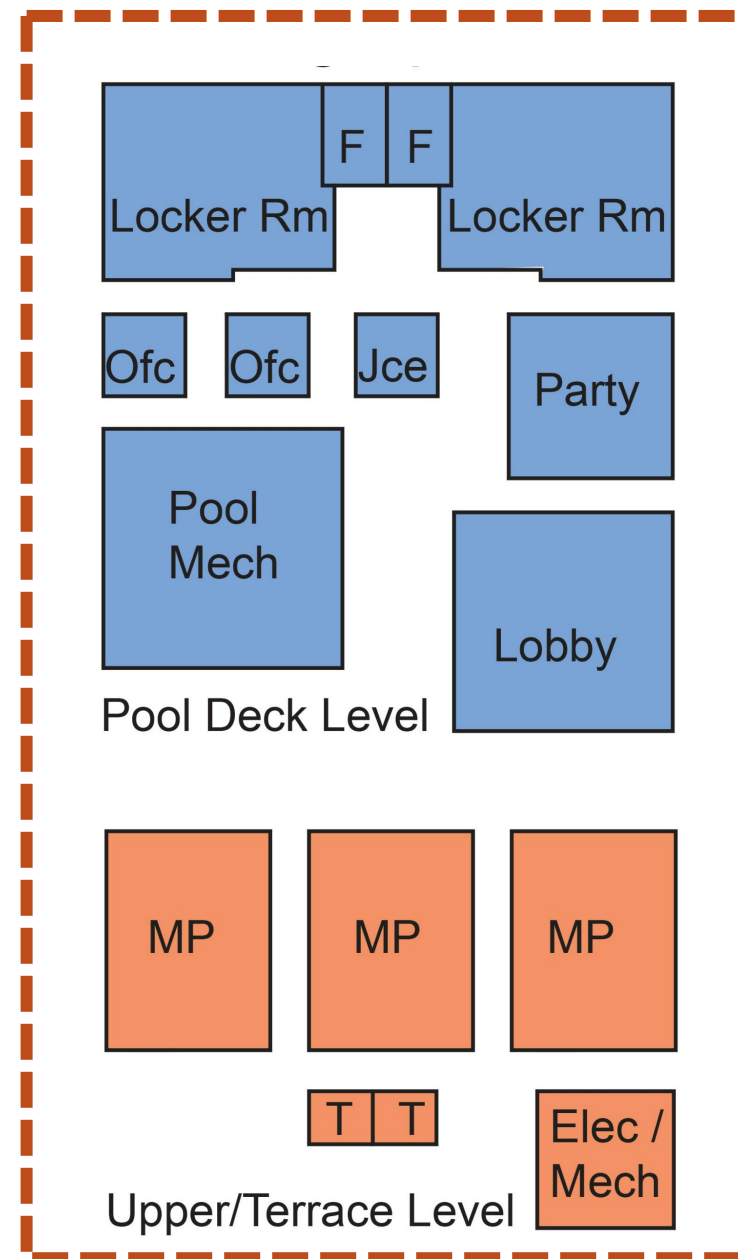 F F
Locker Rm Locker Rm
Ofc Ofc Jce Party
Pool
Mech
Lobby
Pool Deck Level
MP MP MP
T T
Elec /
Mech
Upper/Terrace Level